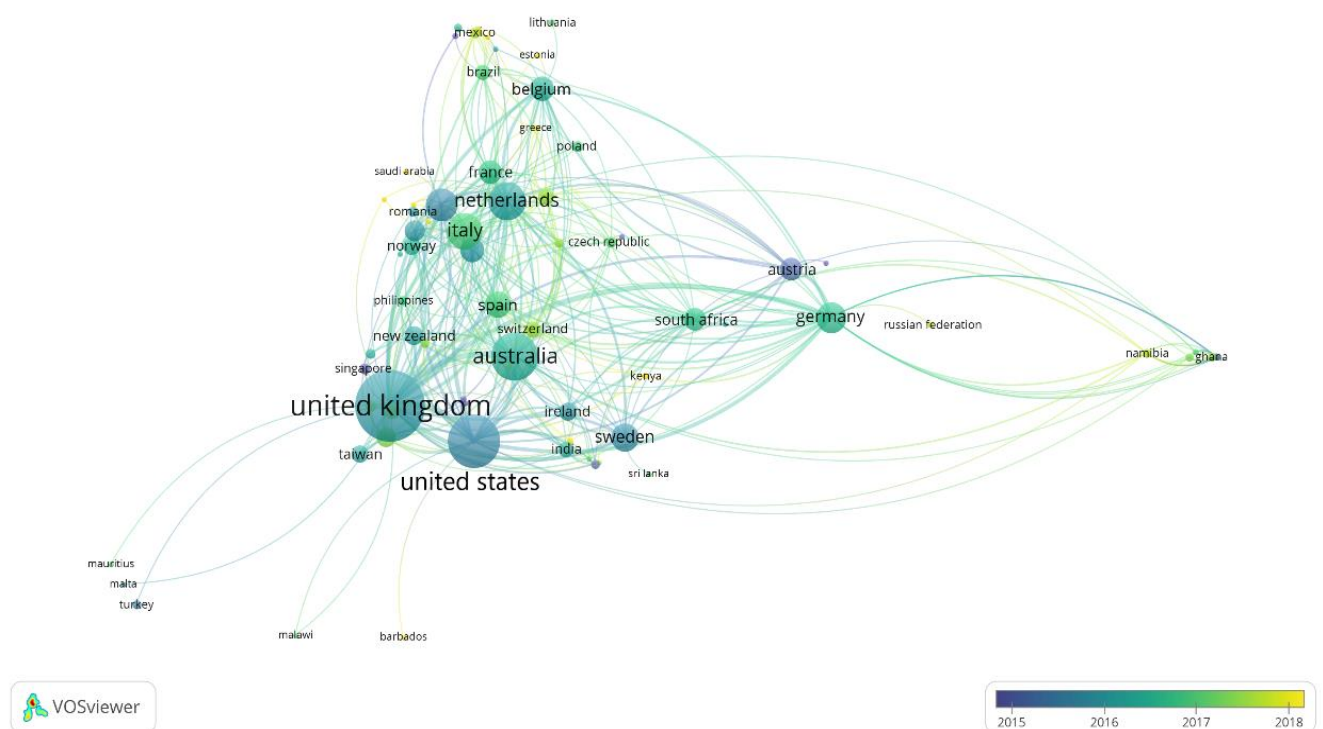 lithuania
mexico
estonia
brazil
belgium
greece
poland
saudi arabia
france
netherlands
romania
italy
norway
czech republic
austria
philippines
spain
new zealand
switzerland
south africa
germany
russian federation
australia
namibia
ghana
singapore
kenya
united kingdom
ireland
sweden
taiwan
india
sri lanka
united states
mauritius
malta
turkey
malawi
barbados
VOSviewer
2015 2016 2017 2018